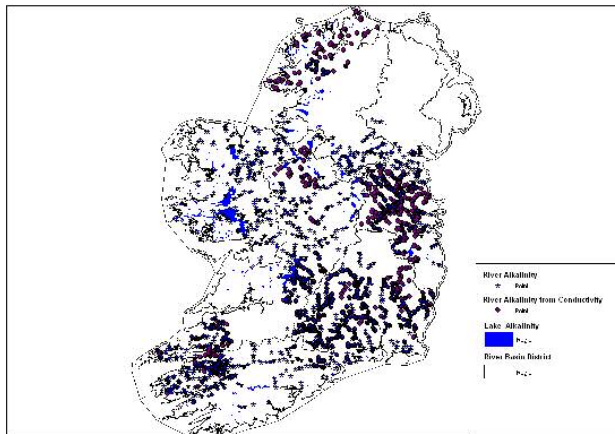 River Alkalinity
Point
River Alkalinity from Conductivity
Point
Lake Alkalinity
River Basin District